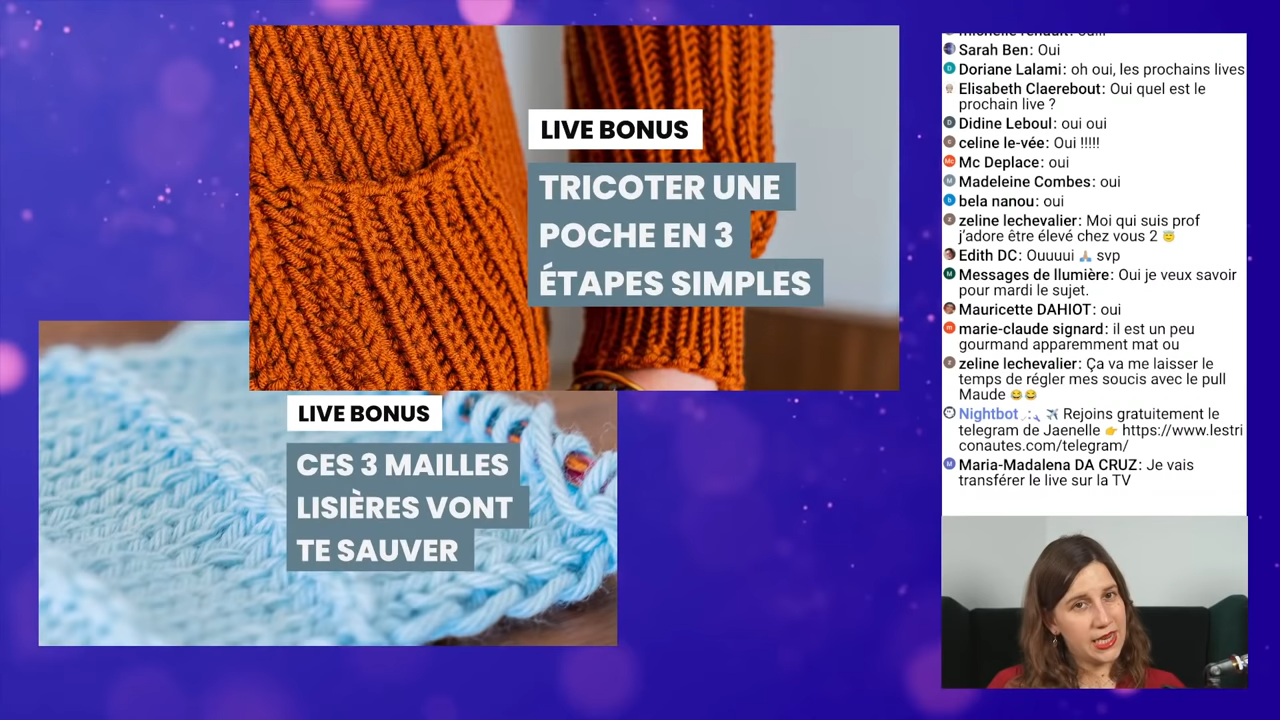 LIVE BONUS
TRICOTER UNE
POCHE EN 3
ÉTAPES SIMPLES
LIVE BONUS
CES 3 MAILLES
LISIÈRES VONT
TE SAUVER
Sarah Ben: Oui
Doriane Lalami: oh oui, les prochains lives
Elisabeth Claerebout: Oui quel est le
prochain live ?
Didine Leboul: oui oui
celine le-vée: Oui !!!!!
Mc Deplace: oui
Madeleine Combes: oui
bela nanou: oui
zeline lechevalier: Moi qui suis prof
j’adore être élevé chez vous 2 😇
Edith DC: Ouuuui 🙏🏼 svp
Messages de llumière: Oui je veux savoir
pour mardi le sujet.
Mauricette DAHIOT: oui
marie-claude signard: il est un peu
gourmand apparemment mat ou
zeline lechevalier: Ça va me laisser le
temps de régler mes soucis avec le pull
Maude 😂😂
Nightbot : ✈️ Rejoins gratuitement le
telegram de Jaenelle 👉 https://www.lestri
conautes.com/telegram/
Maria-Madalena DA CRUZ: Je vais
transférer le live sur la TV